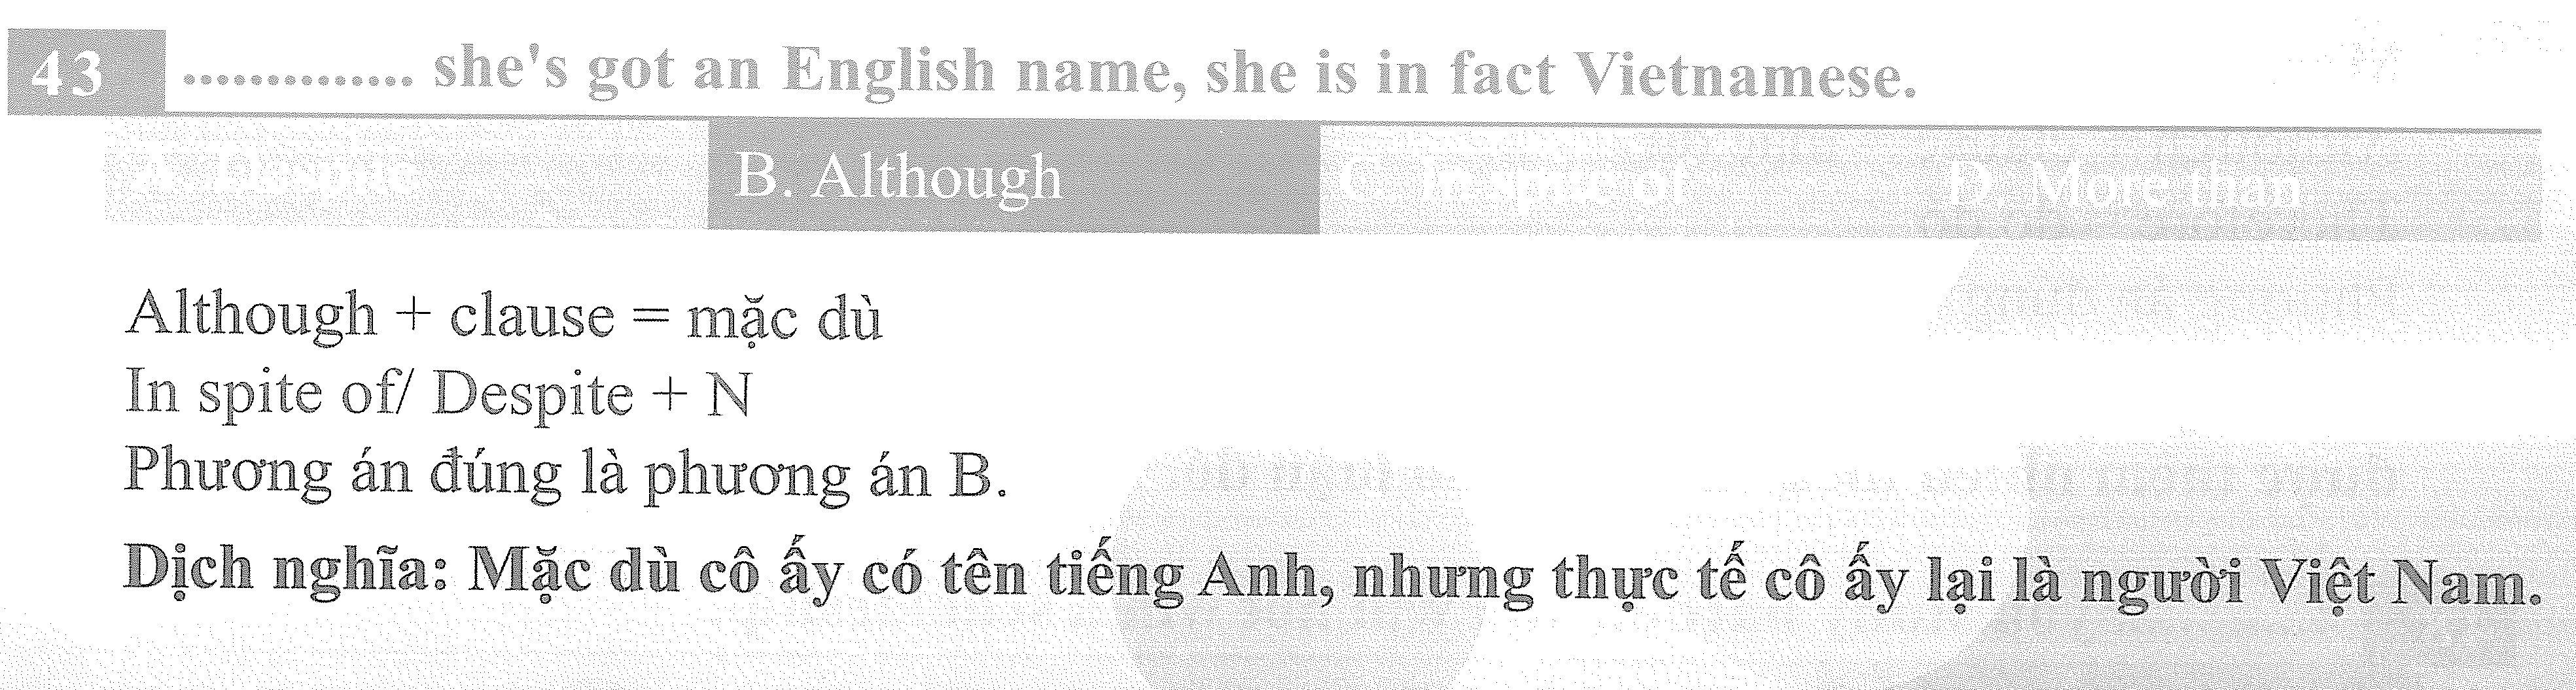 43 ............. she's got an English name, she is in fact Vietnamese.
A. Despite B. Although C. In spite of D. More than
Although + clause = mặc dù
In spite of/ Despite + N
Phương án đúng là phương án B.
Dịch nghĩa: Mặc dù cô ấy có tên tiếng Anh, nhưng thực tế cô ấy lại là người Việt Nam.